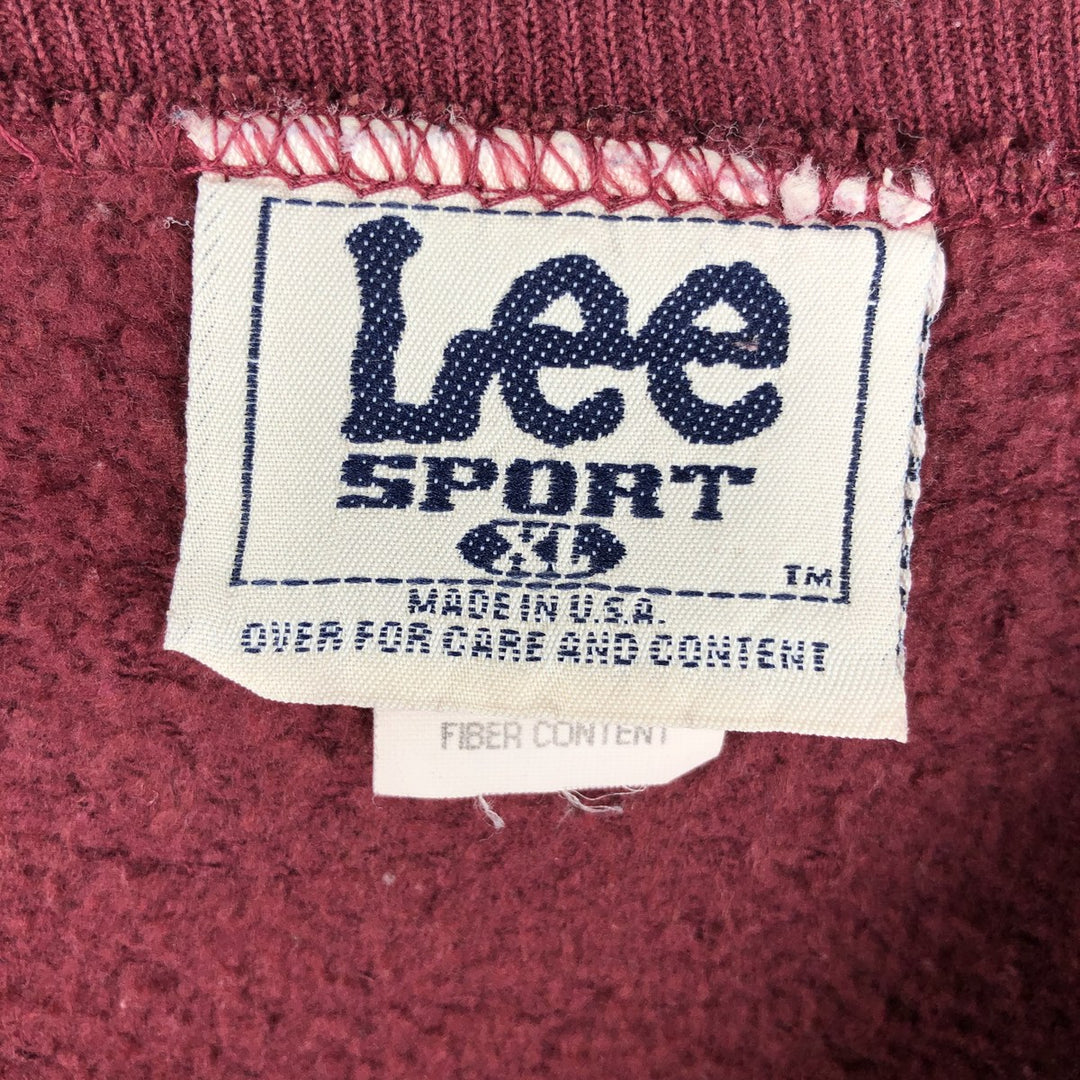 Lee
SPORT
XL
TM
MADE IN U.S.A.
OVER FOR CARE AND CONTENT
FIBER CONTENT